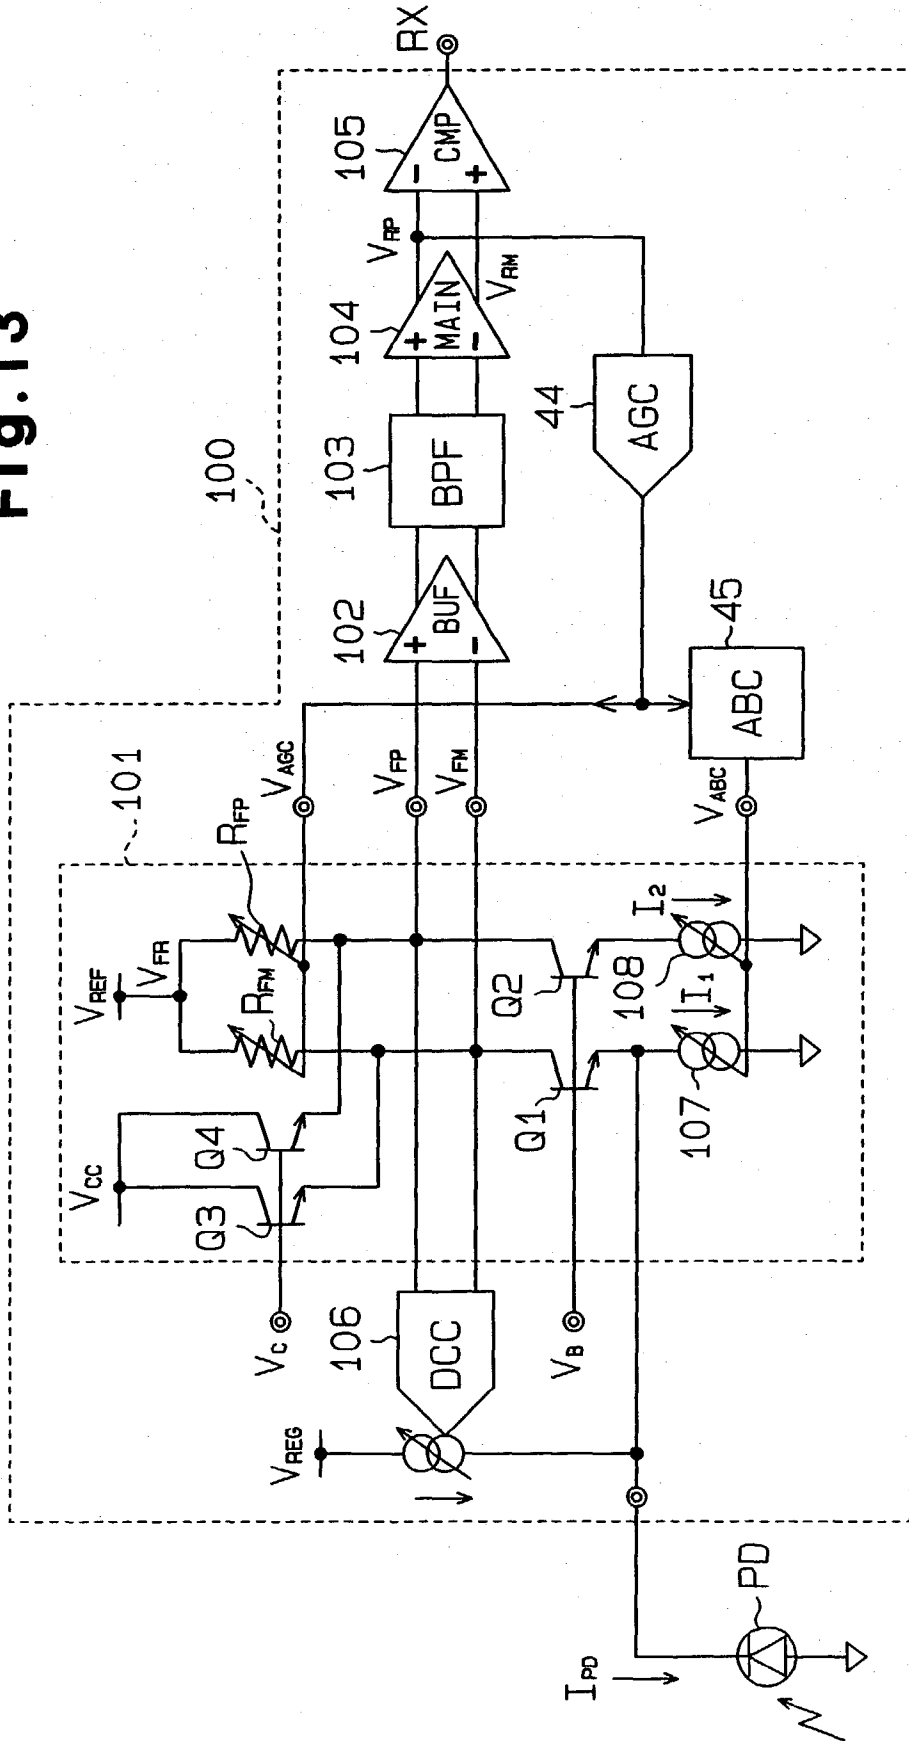 Fig.13
100
101
V_REF
V_FR
V_CC
R_FP
R_FM
V_AGC
Q4
Q3
V_C
V_FP
V_FM
102
+ BUF -
103
BPF
104
+ MAIN -
V_RP
V_RM
105
- CMP +
RX
44
AGC
45
ABC
V_ABC
106
DCC
V_REG
V_B
Q2
Q1
I_2
108
I_1
107
I_PD
PD